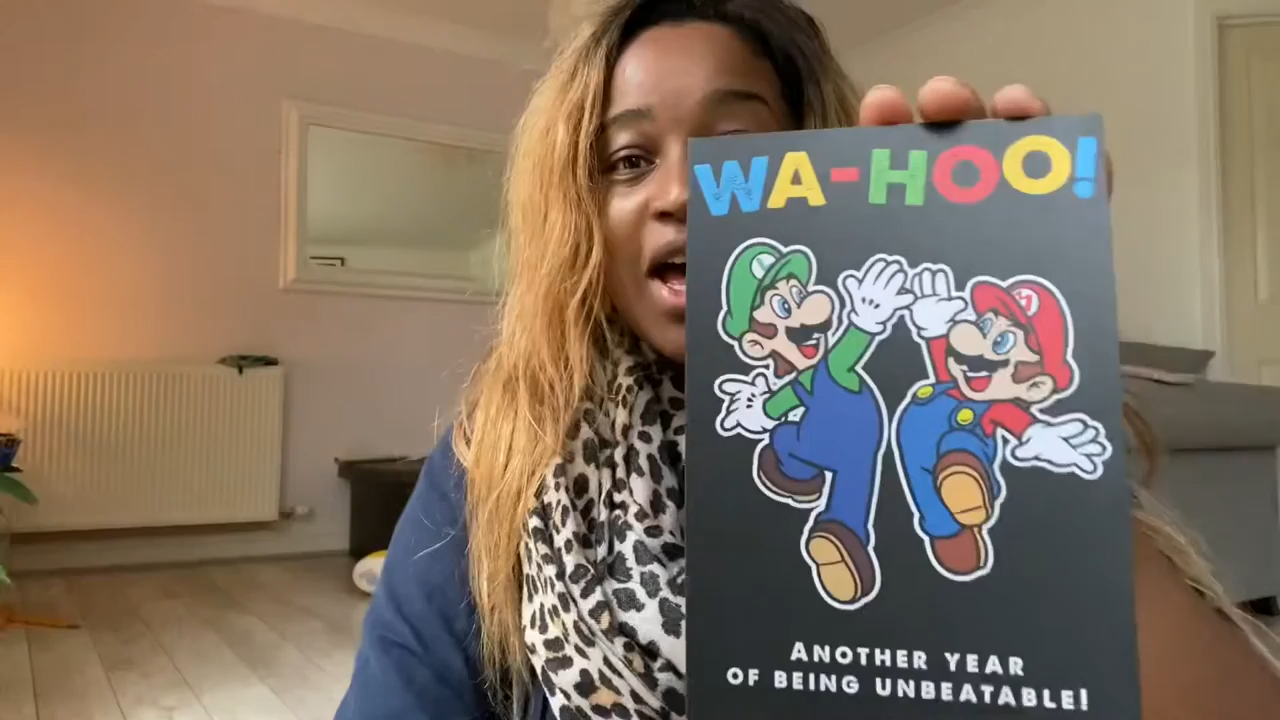 WA-HOO!
L
M
ANOTHER YEAR
OF BEING UNBEATABLE!